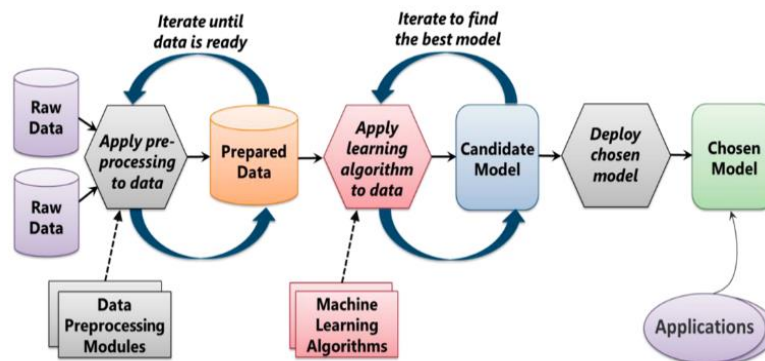 Iterate until
data is ready
Iterate to find
the best model
Raw
Data
Raw
Data
Apply pre-
processing
to data
Prepared
Data
Apply
learning
algorithm
to data
Candidate
Model
Deploy
chosen
model
Chosen
Model
Data
Preprocessing
Modules
Machine
Learning
Algorithms
Applications